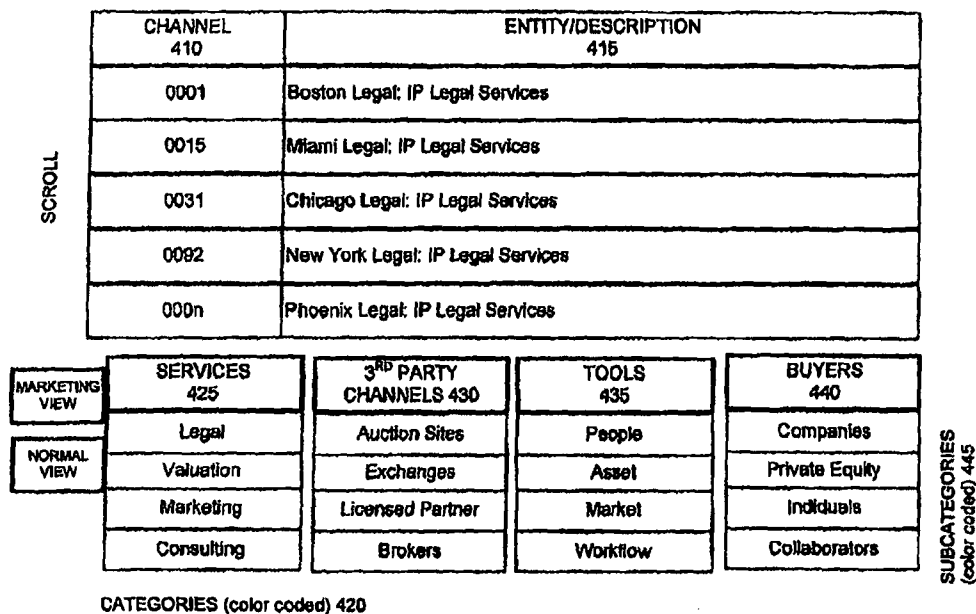 CHANNEL
410
ENTITY/DESCRIPTION
415
SCROLL
0001 Boston Legal: IP Legal Services
0015 Miami Legal: IP Legal Services
0031 Chicago Legal: IP Legal Services
0092 New York Legal: IP Legal Services
000n Phoenix Legal: IP Legal Services
MARKETING
VIEW
NORMAL
VIEW
SERVICES
425
Legal
Valuation
Marketing
Consulting
3RD PARTY
CHANNELS 430
Auction Sites
Exchanges
Licensed Partner
Brokers
TOOLS
435
People
Asset
Market
Workflow
BUYERS
440
Companies
Private Equity
Indiduals
Collaborators
SUBCATEGORIES
(color coded) 445
CATEGORIES (color coded) 420